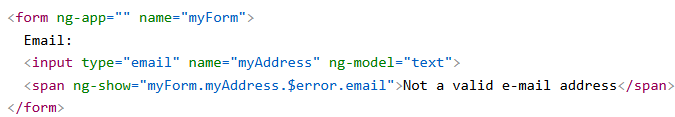 <form ng-app="" name="myForm">
Email:
<input type="email" name="myAddress" ng-model="text">
<span ng-show="myForm.myAddress.$error.email">Not a valid e-mail address</span>
</form>